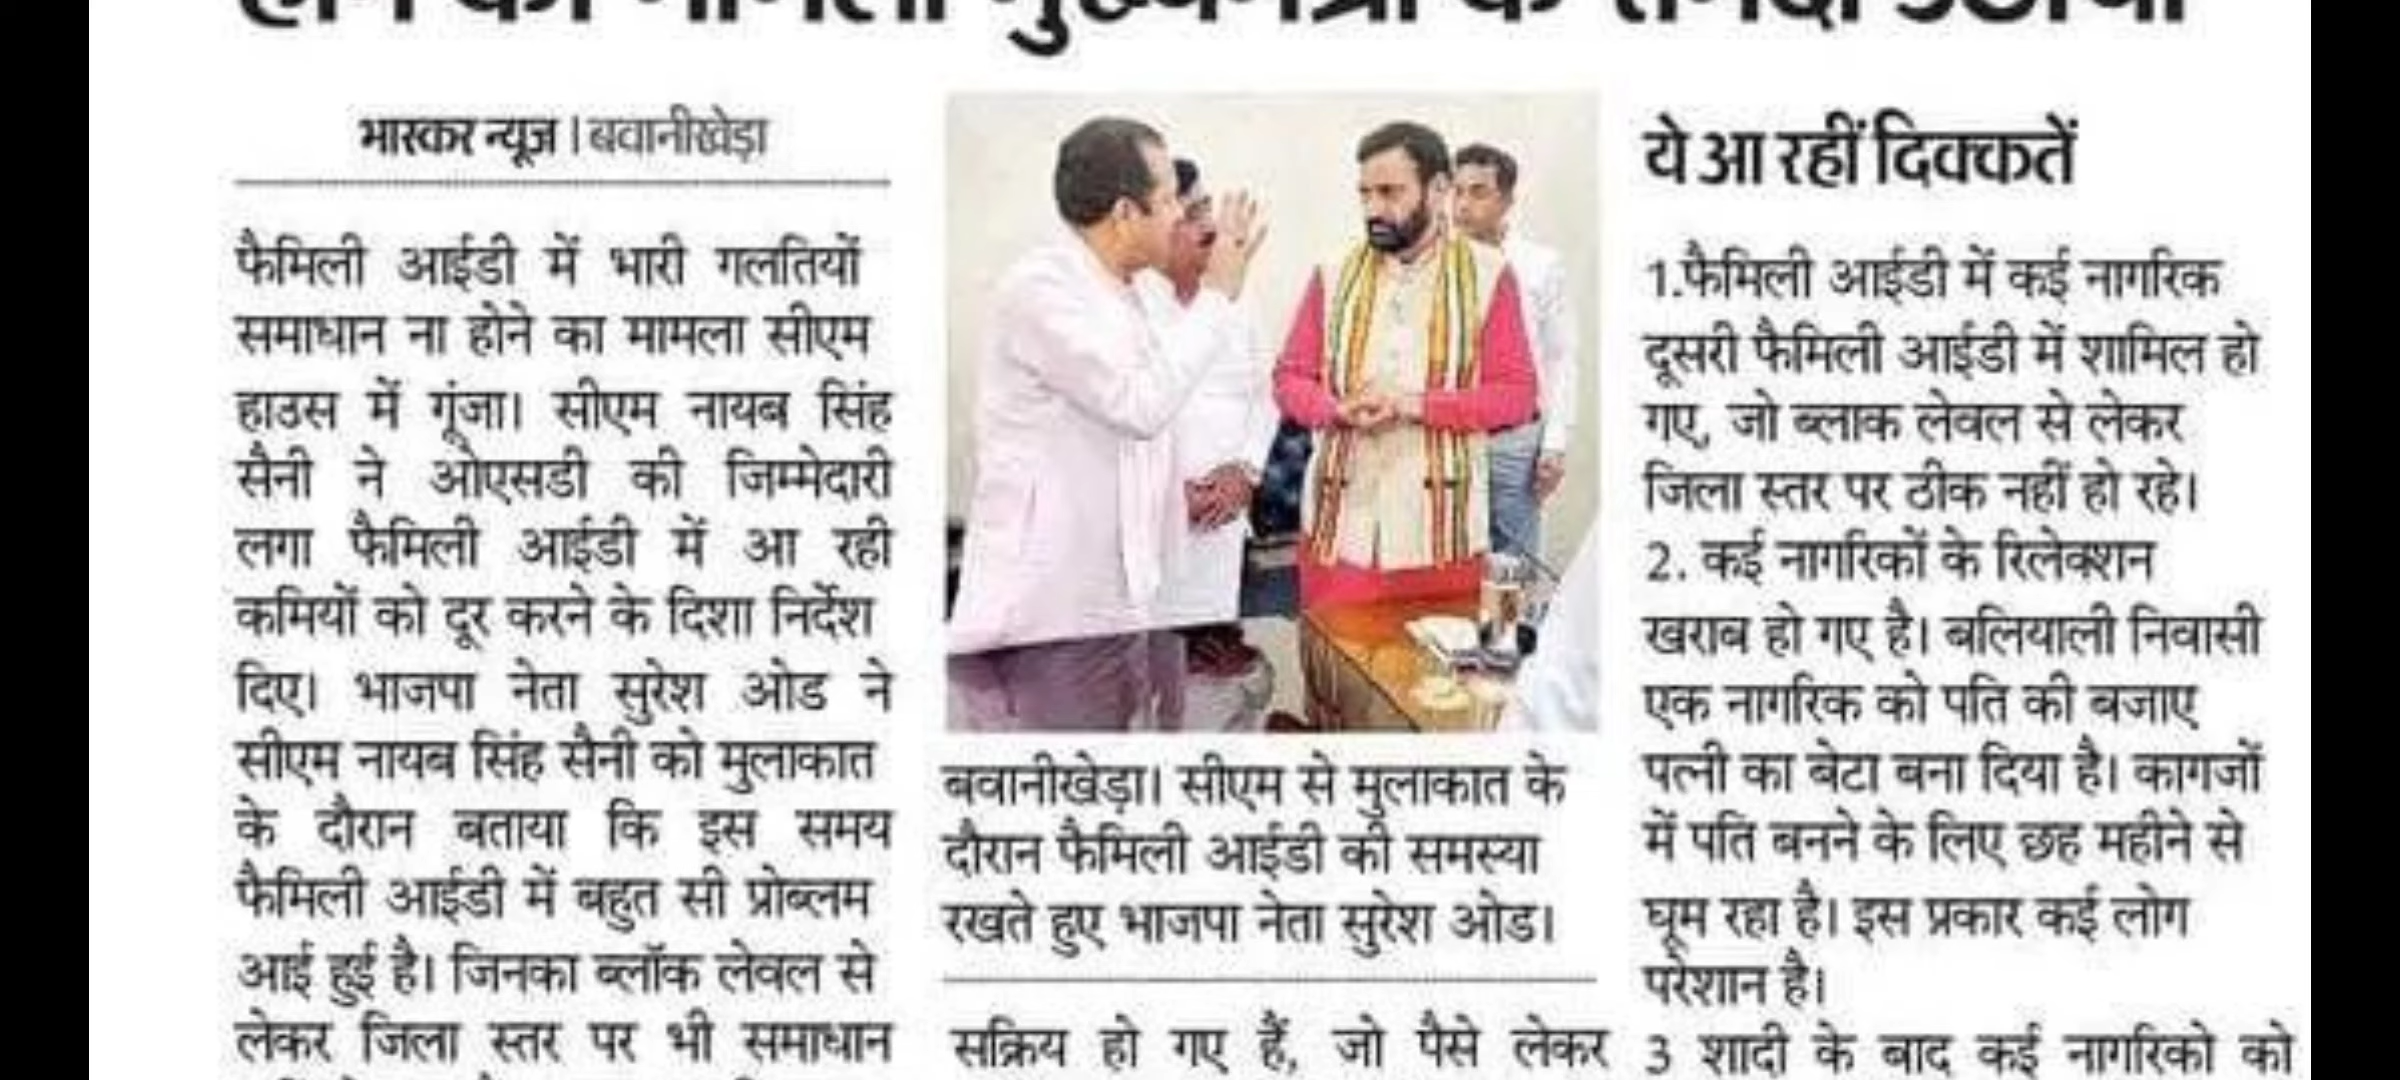 भास्कर न्यूज | बवानीखेड़ा
फैमिली आईडी में भारी गलतियों
समाधान ना होने का मामला सीएम
हाउस में गूंजा। सीएम नायब सिंह
सैनी ने ओएसडी की जिम्मेदारी
लगा फैमिली आईडी में आ रही
कमियों को दूर करने के दिशा निर्देश
दिए। भाजपा नेता सुरेश ओड ने
सीएम नायब सिंह सैनी को मुलाकात
के दौरान बताया कि इस समय
फैमिली आईडी में बहुत सी प्रोब्लम
आई हुई है। जिनका ब्लॉक लेवल से
लेकर जिला स्तर पर भी समाधान
बवानीखेड़ा। सीएम से मुलाकात के
दौरान फैमिली आईडी की समस्या
रखते हुए भाजपा नेता सुरेश ओड।
सक्रिय हो गए हैं, जो पैसे लेकर
ये आ रहीं दिक्कतें
1.फैमिली आईडी में कई नागरिक
दूसरी फैमिली आईडी में शामिल हो
गए, जो ब्लाक लेवल से लेकर
जिला स्तर पर ठीक नहीं हो रहे।
2. कई नागरिकों के रिलेक्शन
खराब हो गए है। बलियाली निवासी
एक नागरिक को पति की बजाए
पत्नी का बेटा बना दिया है। कागजों
में पति बनने के लिए छह महीने से
घूम रहा है। इस प्रकार कई लोग
परेशान है।
3 शादी के बाद कई नागरिको को